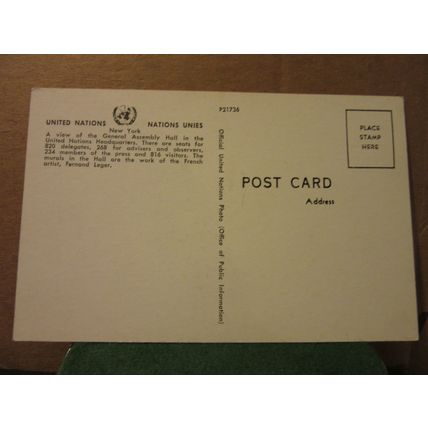 UNITED NATIONS NATIONS UNIES
New York
A view of the General Assembly Hall in the
United Nations Headquarters. There are seats for
820 delegates, 268 for advisers and observers,
234 members of the press and 816 visitors. The
murals in the Hall are the work of the French
artist, Fernand Leger.
P21736
Official United Nations Photo (Office of Public Information)
POST CARD
Address
PLACE
STAMP
HERE